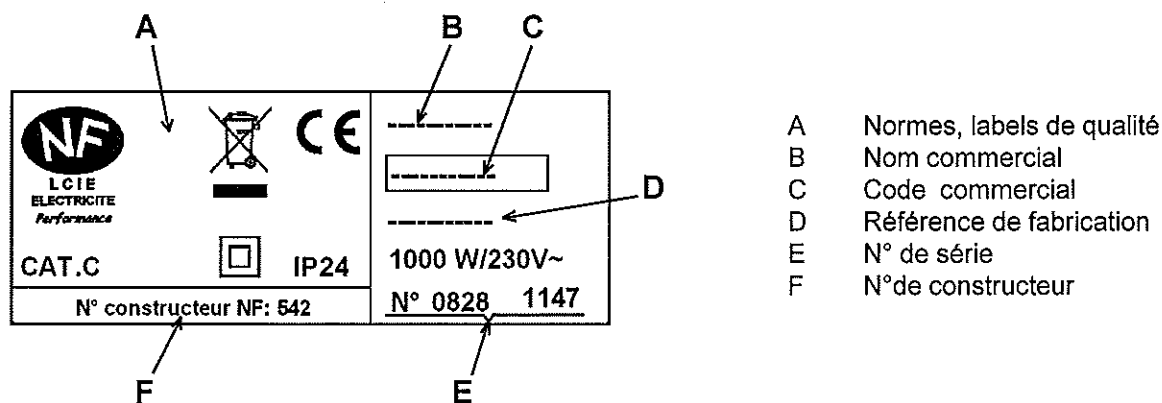 A
B
C
NF
LCIE
ELECTRICITE
Performance
CE
CAT.C
IP24
N° constructeur NF: 542
D
1000 W/230V~
N° 0828 1147
F
E
A Normes, labels de qualité
B Nom commercial
C Code commercial
D Référence de fabrication
E N° de série
F N°de constructeur